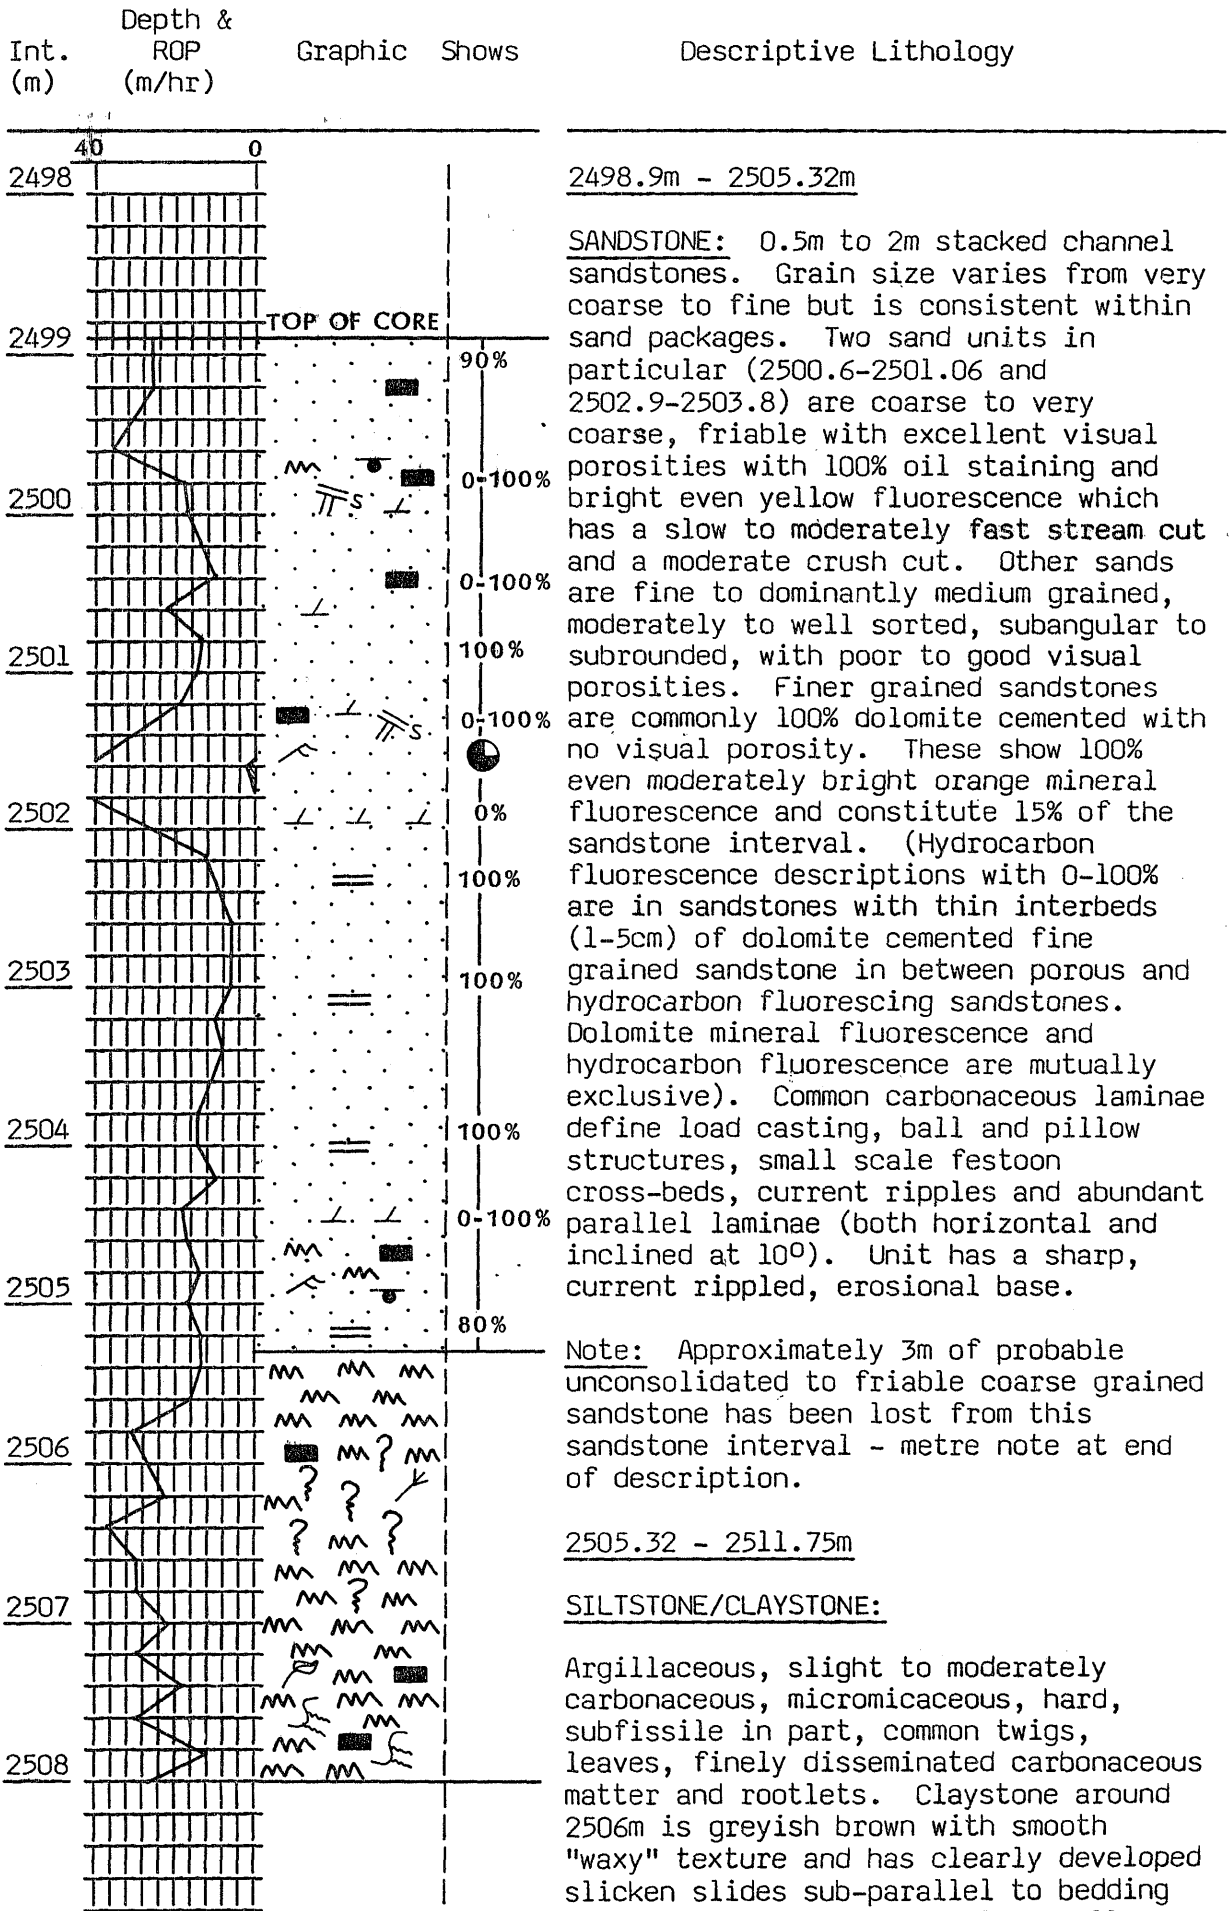 Int. (m)
Depth & ROP (m/hr)
Graphic
Shows
Descriptive Lithology
40 0
2498
2499
2500
2501
2502
2503
2504
2505
2506
2507
2508
TOP OF CORE
S
S
90%
0-100%
0-100%
100%
0-100%
0%
100%
100%
100%
0-100%
80%
2498.9m - 2505.32m
SANDSTONE: 0.5m to 2m stacked channel
sandstones. Grain size varies from very
coarse to fine but is consistent within
sand packages. Two sand units in
particular (2500.6-2501.06 and
2502.9-2503.8) are coarse to very
coarse, friable with excellent visual
porosities with 100% oil staining and
bright even yellow fluorescence which
has a slow to moderately fast stream cut
and a moderate crush cut. Other sands
are fine to dominantly medium grained,
moderately to well sorted, subangular to
subrounded, with poor to good visual
porosities. Finer grained sandstones
are commonly 100% dolomite cemented with
no visual porosity. These show 100%
even moderately bright orange mineral
fluorescence and constitute 15% of the
sandstone interval. (Hydrocarbon
fluorescence descriptions with 0-100%
are in sandstones with thin interbeds
(1-5cm) of dolomite cemented fine
grained sandstone in between porous and
hydrocarbon fluorescing sandstones.
Dolomite mineral fluorescence and
hydrocarbon fluorescence are mutually
exclusive). Common carbonaceous laminae
define load casting, ball and pillow
structures, small scale festoon
cross-beds, current ripples and abundant
parallel laminae (both horizontal and
inclined at 10º). Unit has a sharp,
current rippled, erosional base.
Note: Approximately 3m of probable
unconsolidated to friable coarse grained
sandstone has been lost from this
sandstone interval - metre note at end
of description.
2505.32 - 2511.75m
SILTSTONE/CLAYSTONE:
Argillaceous, slight to moderately
carbonaceous, micromicaceous, hard,
subfissile in part, common twigs,
leaves, finely disseminated carbonaceous
matter and rootlets. Claystone around
2506m is greyish brown with smooth
"waxy" texture and has clearly developed
slicken slides sub-parallel to bedding